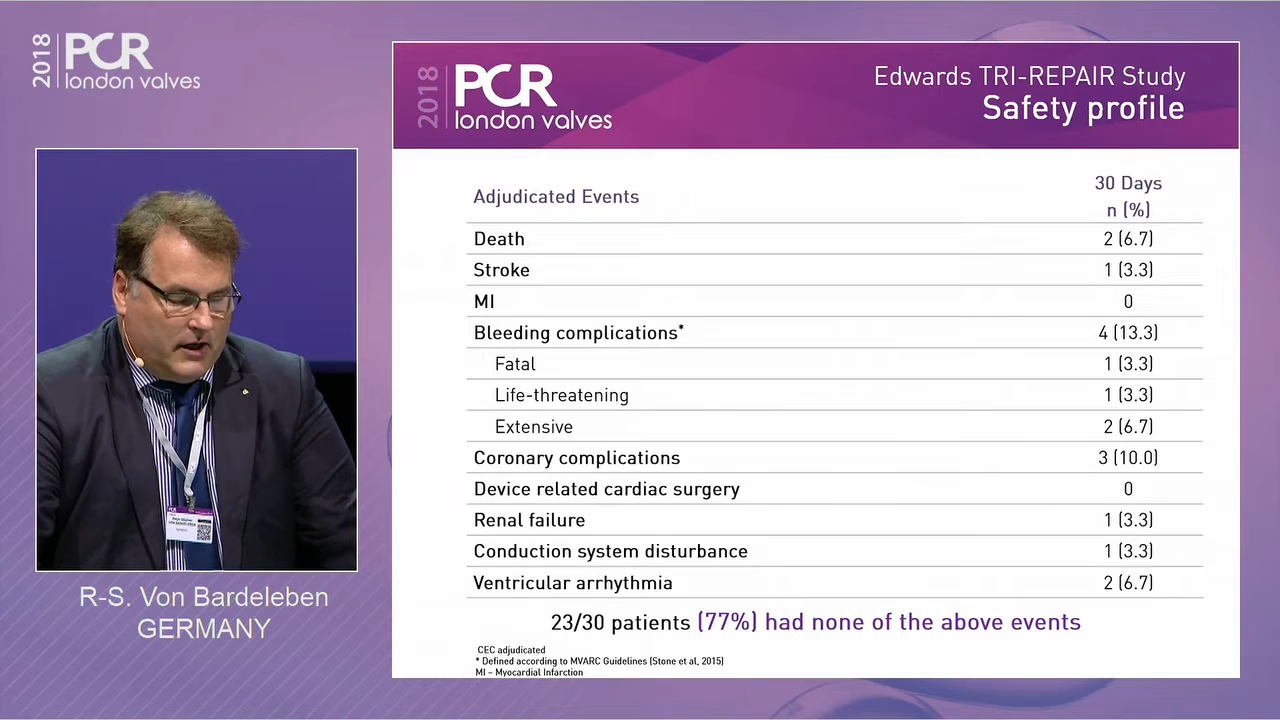 2018 PCR
london valves
2018 PCR
london valves
Edwards TRI-REPAIR Study
Safety profile
Adjudicated Events
30 Days
n (%)
Death 2 (6.7)
Stroke 1 (3.3)
MI 0
Bleeding complications* 4 (13.3)
Fatal 1 (3.3)
Life-threatening 1 (3.3)
Extensive 2 (6.7)
Coronary complications 3 (10.0)
Device related cardiac surgery 0
Renal failure 1 (3.3)
Conduction system disturbance 1 (3.3)
Ventricular arrhythmia 2 (6.7)
23/30 patients (77%) had none of the above events
CEC adjudicated
* Defined according to MVARC Guidelines (Stone et al, 2015)
MI – Myocardial Infarction
R-S. Von Bardeleben
GERMANY